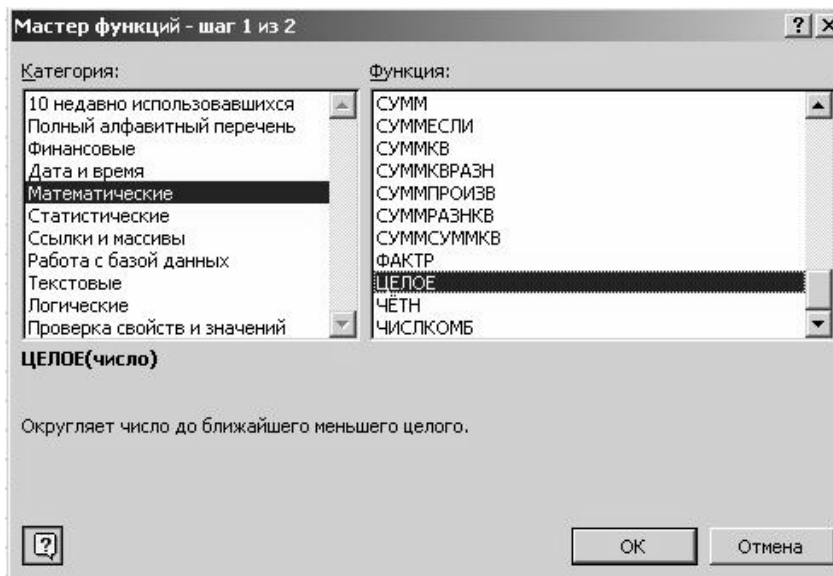 Мастер функций - шаг 1 из 2
Категория:
10 недавно использовавшихся
Полный алфавитный перечень
Финансовые
Дата и время
Математические
Статистические
Ссылки и массивы
Работа с базой данных
Текстовые
Логические
Проверка свойств и значений
Функция:
СУММ
СУММЕСЛИ
СУММКВ
СУММКВРАЗН
СУММПРОИЗВ
СУММРАЗНКВ
СУММСУММКВ
ФАКТР
ЦЕЛОЕ
ЧЁТН
ЧИСЛКОМБ
ЦЕЛОЕ(число)
Округляет число до ближайшего меньшего целого.
ОК
Отмена